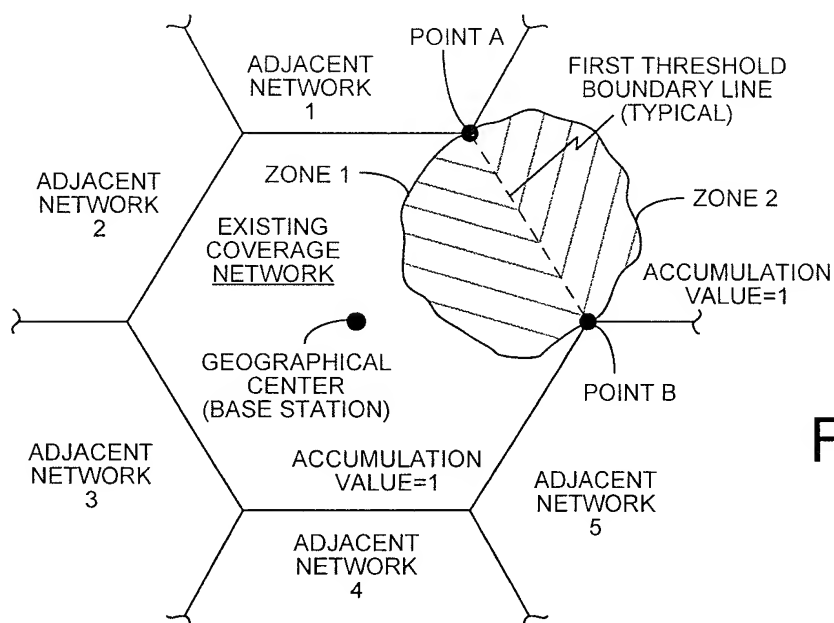 POINT A
FIRST THRESHOLD
BOUNDARY LINE
(TYPICAL)
ADJACENT
NETWORK
1
ZONE 1
ADJACENT
NETWORK
2
ZONE 2
EXISTING
COVERAGE
NETWORK
ACCUMULATION
VALUE=1
GEOGRAPHICAL
CENTER
(BASE STATION)
POINT B
ADJACENT
NETWORK
3
ACCUMULATION
VALUE=1
ADJACENT
NETWORK
5
ADJACENT
NETWORK
4